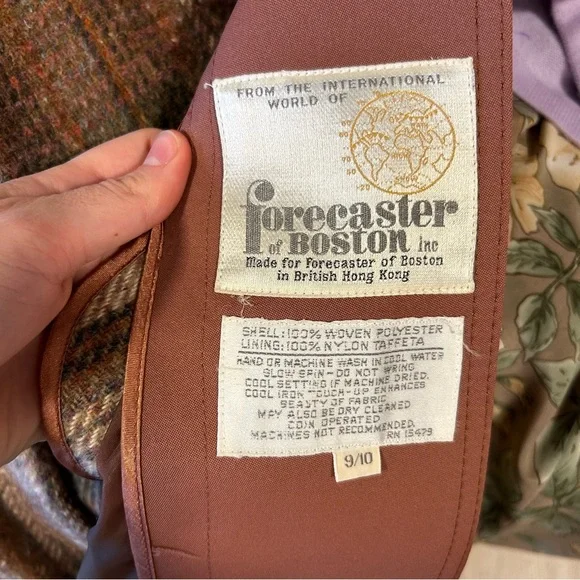 FROM THE INTERNATIONAL
WORLD OF
forecaster
of BOSTON Inc
Made for Forecaster of Boston
in British Hong Kong
SHELL: 100% WOVEN POLYESTER
LINING: 100% NYLON TAFFETA
HAND OR MACHINE WASH IN COOL WATER
SLOW SPIN - DO NOT WRING
COOL SETTING IF MACHINE DRIED.
COOL IRON TOUCH-UP ENHANCES
BEASTY OF FABRIC
MAY ALSO BE DRY CLEANED
COIN OPERATED
MACHINES NOT RECOMMENDED.
RN 15479
9/10